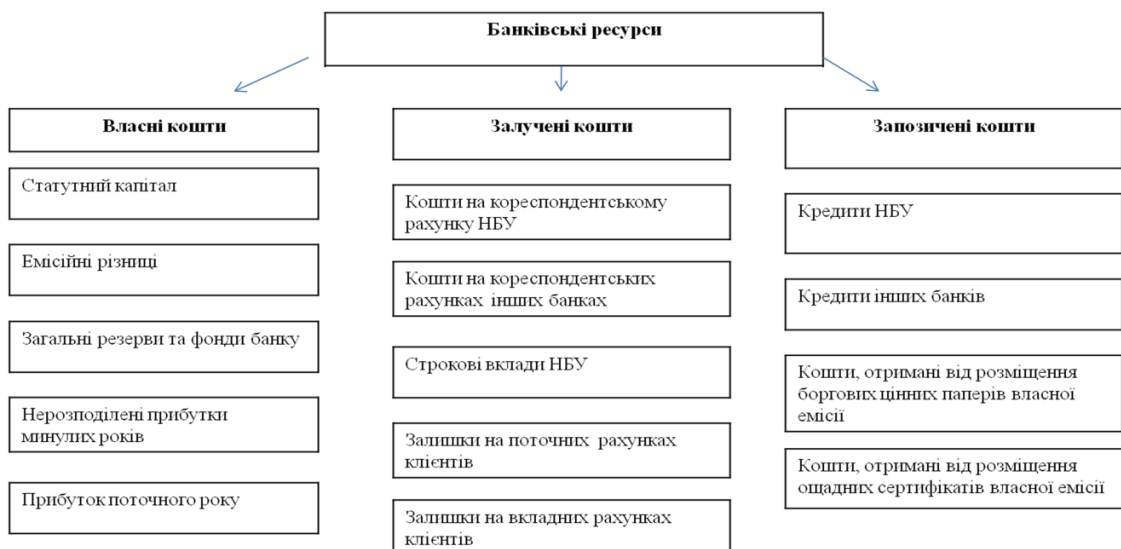 Банківські ресурси
Власні кошти
Статутний капітал
Емісійні різниці
Загальні резерви та фонди банку
Нерозподілені прибутки
минулих років
Прибуток поточного року
Залучені кошти
Кошти на кореспондентському
рахунку НБУ
Кошти на кореспондентських
рахунках інших банках
Строкові вклади НБУ
Залишки на поточних рахунках
клієнтів
Залишки на вкладних рахунках
клієнтів
Запозичені кошти
Кредити НБУ
Кредити інших банків
Кошти, отримані від розміщення
боргових цінних паперів власної
емісії
Кошти, отримані від розміщення
ощадних сертифікатів власної емісії